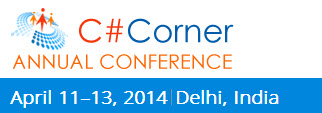 C#Corner
ANNUAL CONFERENCE
April 11–13, 2014|Delhi, India